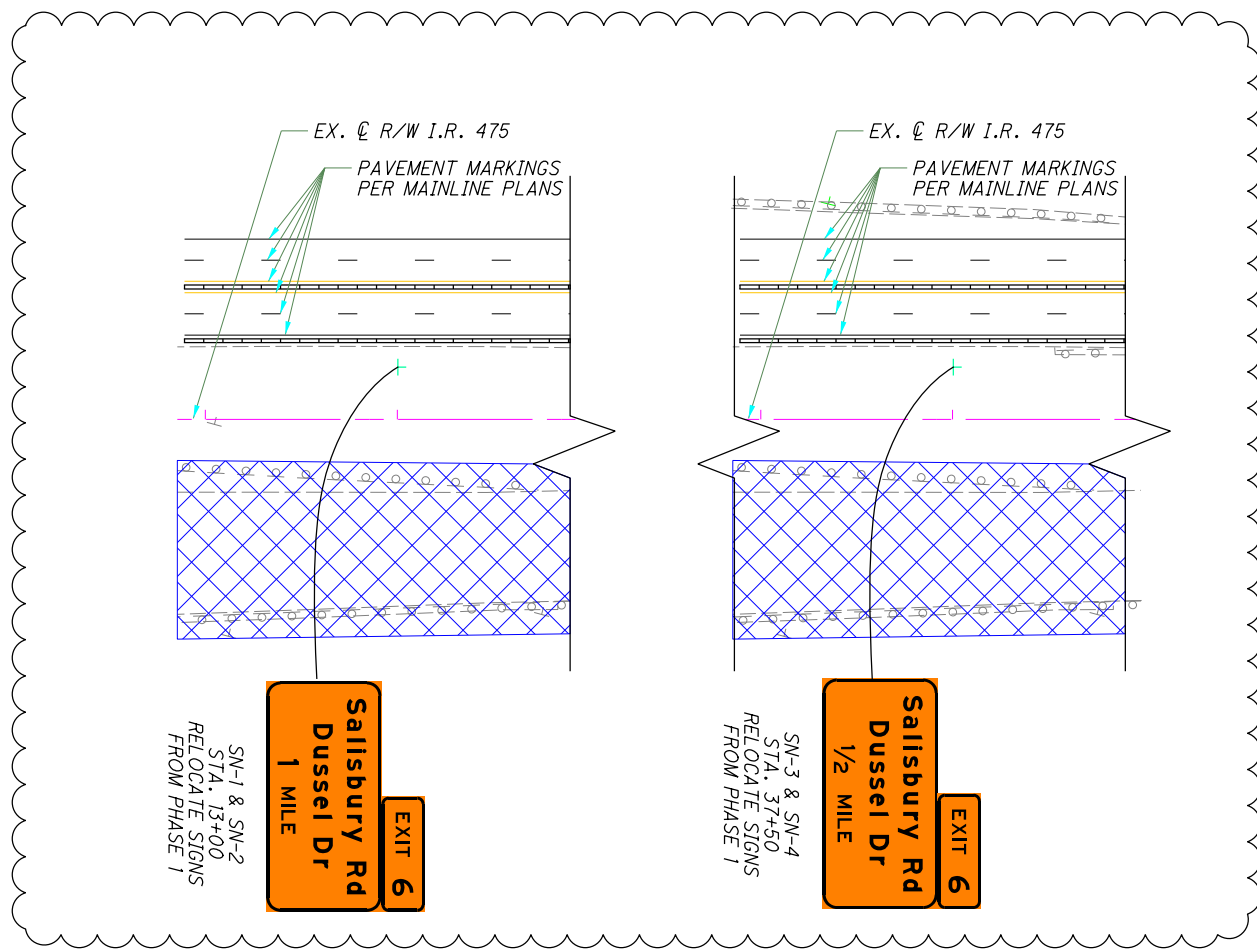 EX. ℄ R/W I.R. 475
PAVEMENT MARKINGS
PER MAINLINE PLANS
EX. ℄ R/W I.R. 475
PAVEMENT MARKINGS
PER MAINLINE PLANS
EXIT 6
Salisbury Rd
Dussel Dr
1 MILE
SN-1 & SN-2
STA. 13+00
RELOCATE SIGNS
FROM PHASE 1
EXIT 6
Salisbury Rd
Dussel Dr
1/2 MILE
SN-3 & SN-4
STA. 37+50
RELOCATE SIGNS
FROM PHASE 1